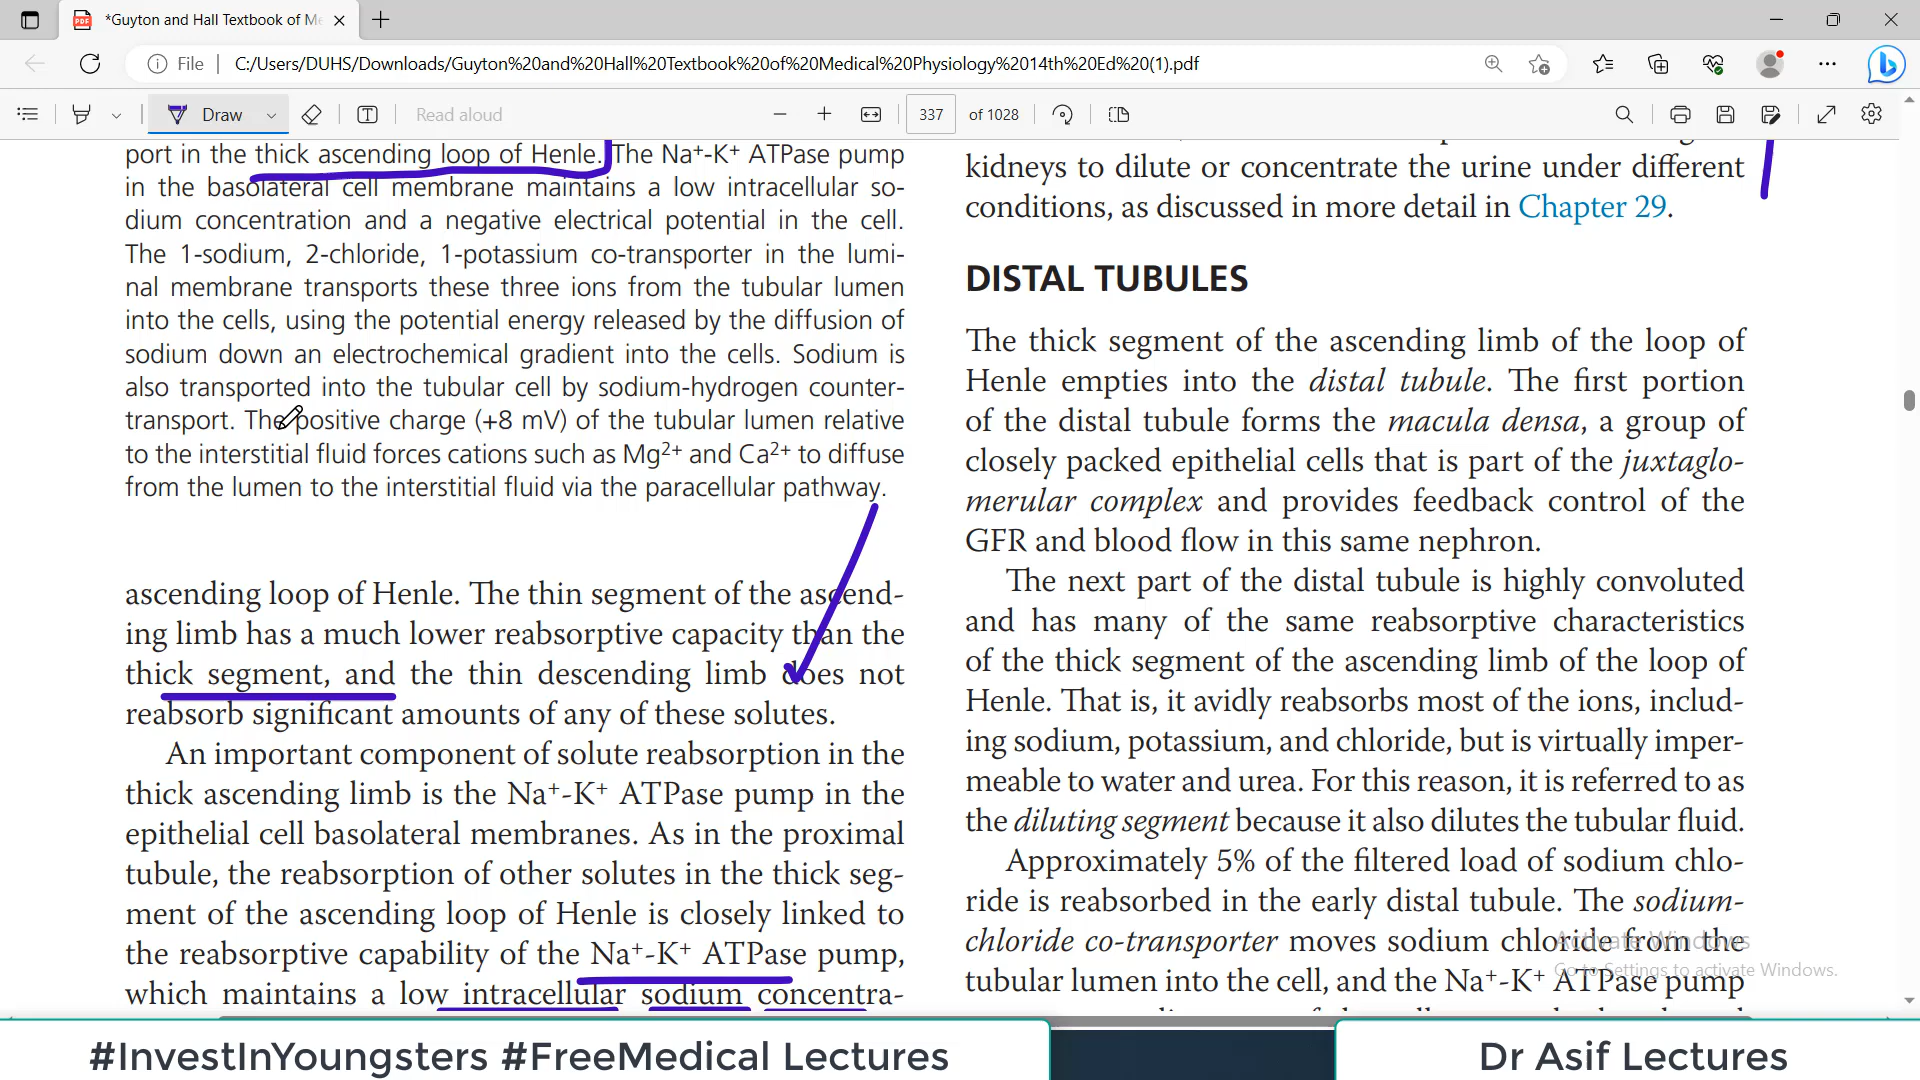 *Guyton and Hall Textbook of Me
File
C:/Users/DUHS/Downloads/Guyton%20and%20Hall%20Textbook%20of%20Medical%20Physiology%2014th%20Ed%20(1).pdf
Draw
Read aloud
337
of 1028
port in the thick ascending loop of Henle. The Na⁺-K⁺ ATPase pump
in the basolateral cell membrane maintains a low intracellular so-
dium concentration and a negative electrical potential in the cell.
The 1-sodium, 2-chloride, 1-potassium co-transporter in the lumi-
nal membrane transports these three ions from the tubular lumen
into the cells, using the potential energy released by the diffusion of
sodium down an electrochemical gradient into the cells. Sodium is
also transported into the tubular cell by sodium-hydrogen counter-
transport. The positive charge (+8 mV) of the tubular lumen relative
to the interstitial fluid forces cations such as Mg²⁺ and Ca²⁺ to diffuse
from the lumen to the interstitial fluid via the paracellular pathway.
ascending loop of Henle. The thin segment of the ascend-
ing limb has a much lower reabsorptive capacity than the
thick segment, and the thin descending limb does not
reabsorb significant amounts of any of these solutes.
An important component of solute reabsorption in the
thick ascending limb is the Na⁺-K⁺ ATPase pump in the
epithelial cell basolateral membranes. As in the proximal
tubule, the reabsorption of other solutes in the thick seg-
ment of the ascending loop of Henle is closely linked to
the reabsorptive capability of the Na⁺-K⁺ ATPase pump,
which maintains a low intracellular sodium concentra-
kidneys to dilute or concentrate the urine under different
conditions, as discussed in more detail in Chapter 29.
DISTAL TUBULES
The thick segment of the ascending limb of the loop of
Henle empties into the distal tubule. The first portion
of the distal tubule forms the macula densa, a group of
closely packed epithelial cells that is part of the juxtaglo-
merular complex and provides feedback control of the
GFR and blood flow in this same nephron.
The next part of the distal tubule is highly convoluted
and has many of the same reabsorptive characteristics
of the thick segment of the ascending limb of the loop of
Henle. That is, it avidly reabsorbs most of the ions, includ-
ing sodium, potassium, and chloride, but is virtually imper-
meable to water and urea. For this reason, it is referred to as
the diluting segment because it also dilutes the tubular fluid.
Approximately 5% of the filtered load of sodium chlo-
ride is reabsorbed in the early distal tubule. The sodium-
chloride co-transporter moves sodium chloride from the
tubular lumen into the cell, and the Na⁺-K⁺ ATPase pump
Activate Windows
Go to Settings to activate Windows.
#InvestInYoungsters #FreeMedical Lectures
Dr Asif Lectures